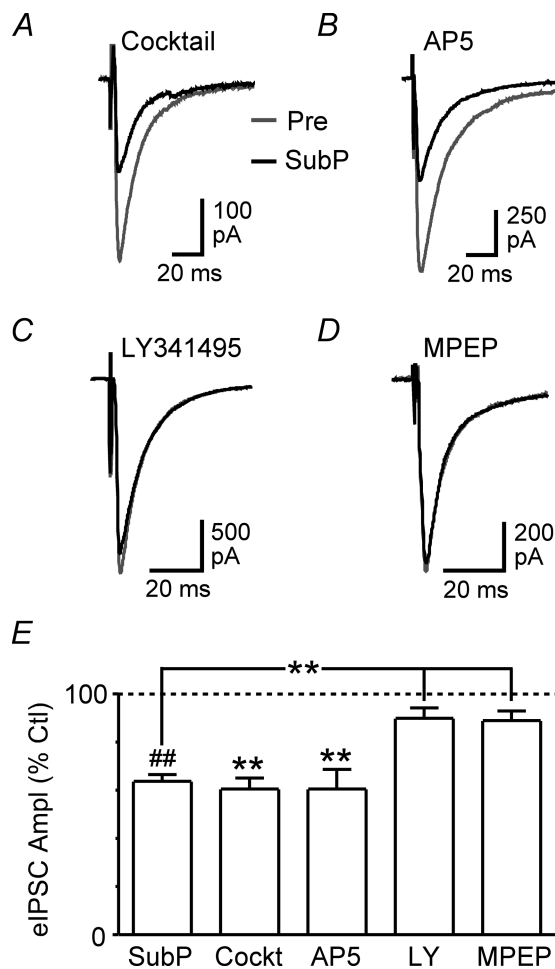 A
Cocktail
B
AP5
Pre
SubP
100
pA
20 ms
250
pA
20 ms
C
LY341495
D
MPEP
500
pA
20 ms
200
pA
20 ms
E
**
100
##
**
**
eIPSC Ampl (% Ctl)
0
SubP Cockt AP5 LY MPEP